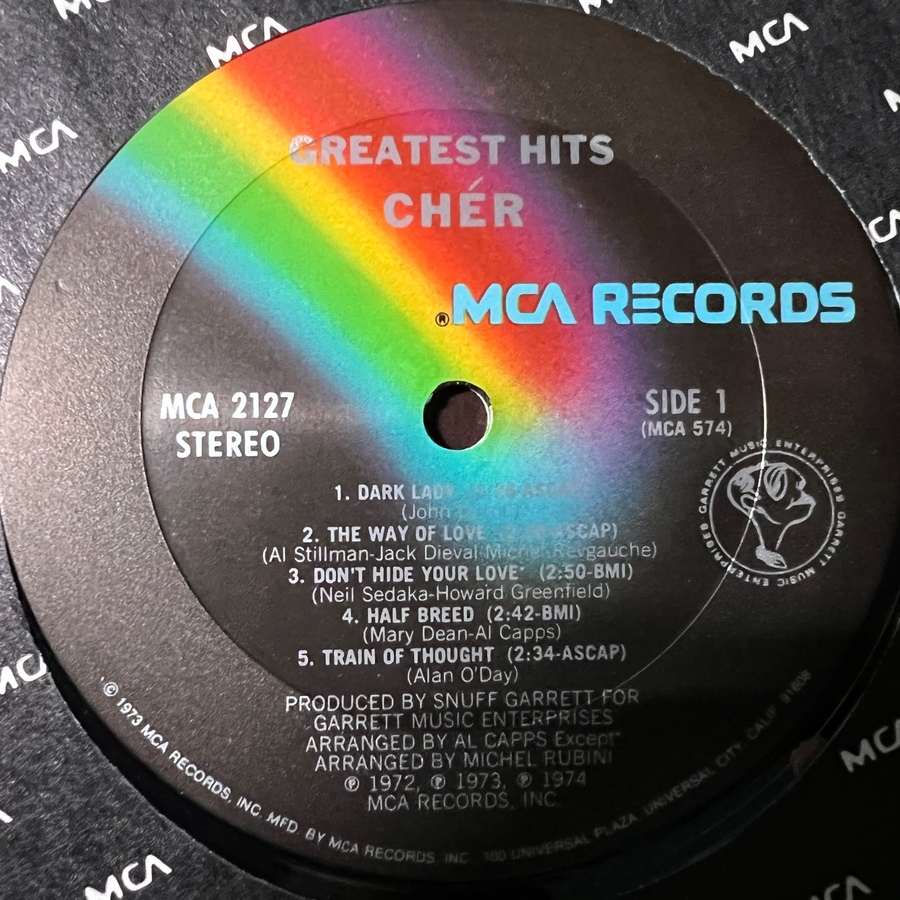 MCA
MCA
MCA
GREATEST HITS
CHÉR
®MCA RECORDS
MCA 2127
STEREO
SIDE 1
(MCA 574)
GARRETT MUSIC ENTERPRISES GARRETT MUSIC ENTERPRISES
1. DARK LADY
(John
2. THE WAY OF LOVE ASCAP)
(Al Stillman-Jack Dieval Michel Revgauche)
3. DON'T HIDE YOUR LOVE* (2:50-BMI)
(Neil Sedaka-Howard Greenfield)
4. HALF BREED (2:42-BMI)
(Mary Dean-Al Capps)
5. TRAIN OF THOUGHT (2:34-ASCAP)
(Alan O'Day)
PRODUCED BY SNUFF GARRETT FOR
GARRETT MUSIC ENTERPRISES
ARRANGED BY AL CAPPS Except*
ARRANGED BY MICHEL RUBINI
℗ 1972, ℗ 1973, ℗ 1974
MCA RECORDS, INC.
© 1973 MCA RECORDS, INC. MFD. BY MCA RECORDS, INC. 100 UNIVERSAL PLAZA, UNIVERSAL CITY, CALIF. 91608
MCA
MCA
MCA